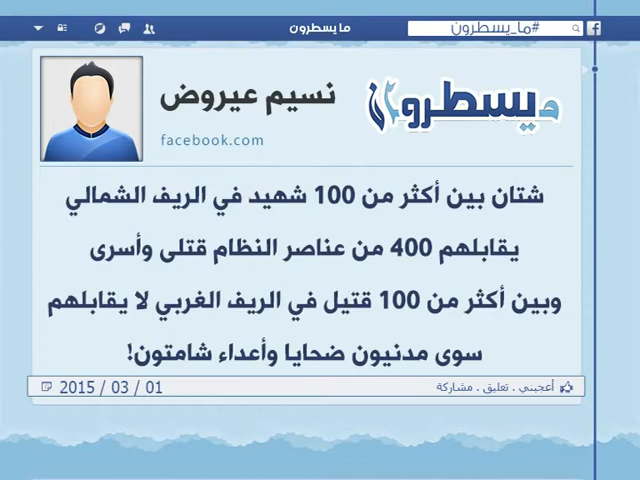 ما يسطرون
#ما_يسطرون
ما يسطرون
نسيم عيروض
facebook.com
شتان بين أكثر من 100 شهيد في الريف الشمالي
يقابلهم 400 من عناصر النظام قتلى وأسرى
وبين أكثر من 100 قتيل في الريف الغربي لا يقابلهم
سوى مدنيون ضحايا وأعداء شامتون!
أعجبني . تعليق . مشاركة
2015 / 03 / 01